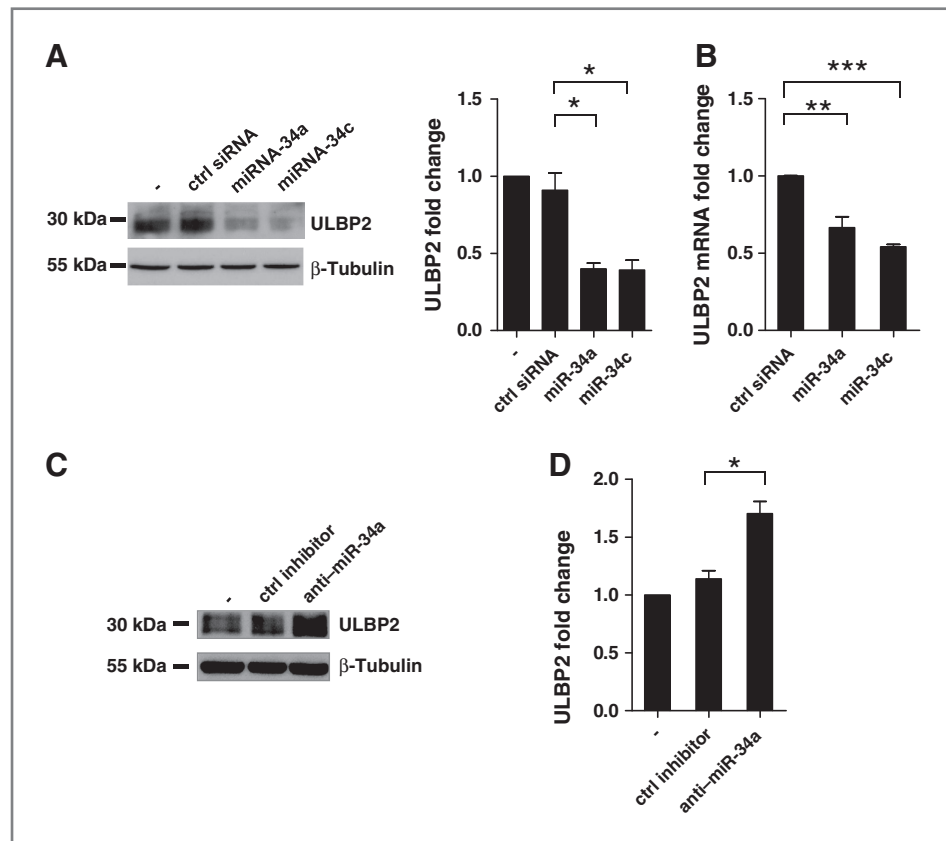 A
- ctrl siRNA miRNA-34a miRNA-34c
30 kDa
ULBP2
55 kDa
β-Tubulin
ULBP2 fold change
1.5
1.0
0.5
0.0
*
*
- ctrl siRNA miR-34a miR-34c
B
ULBP2 mRNA fold change
1.5
1.0
0.5
0.0
***
**
ctrl siRNA miR-34a miR-34c
C
- ctrl inhibitor anti–miR-34a
30 kDa
ULBP2
55 kDa
β-Tubulin
D
ULBP2 fold change
2.0
1.5
1.0
0.5
0.0
*
- ctrl inhibitor anti–miR-34a